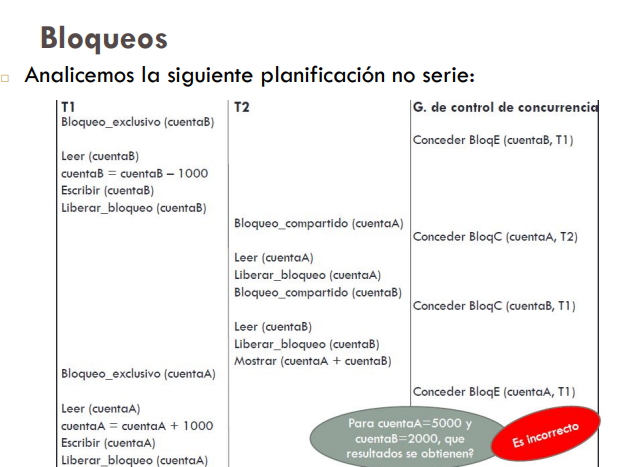 Bloqueos
Analicemos la siguiente planificación no serie:
T1 T2 G. de control de concurrencia
Bloqueo_exclusivo (cuentaB)
Conceder BloqE (cuentaB, T1)
Leer (cuentaB)
cuentaB = cuentaB – 1000
Escribir (cuentaB)
Liberar_bloqueo (cuentaB)
Bloqueo_compartido (cuentaA)
Conceder BloqC (cuentaA, T2)
Leer (cuentaA)
Liberar_bloqueo (cuentaA)
Bloqueo_compartido (cuentaB)
Conceder BloqC (cuentaB, T1)
Leer (cuentaB)
Liberar_bloqueo (cuentaB)
Mostrar (cuentaA + cuentaB)
Bloqueo_exclusivo (cuentaA)
Conceder BloqE (cuentaA, T1)
Leer (cuentaA)
cuentaA = cuentaA + 1000
Escribir (cuentaA)
Liberar_bloqueo (cuentaA)
Para cuentaA=5000 y
cuentaB=2000, que
resultados se obtienen?
Es incorrecto